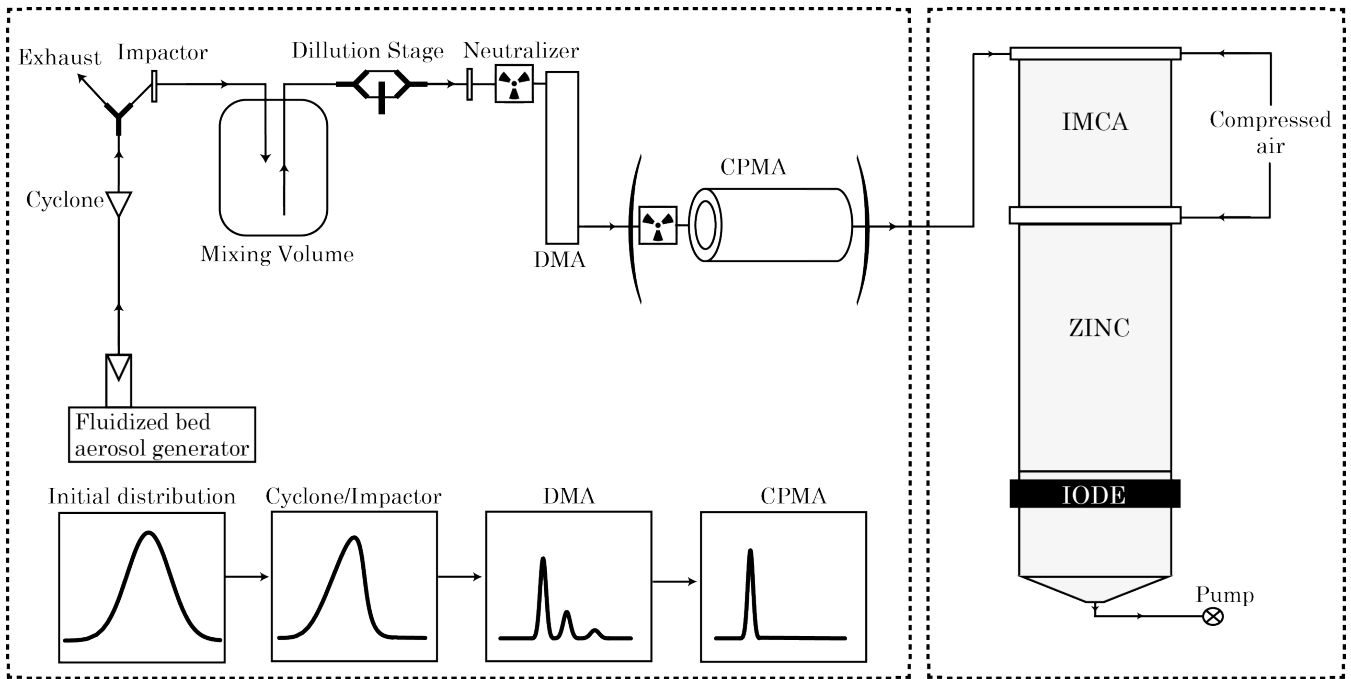 Exhaust
Impactor
Dillution Stage
Neutralizer
IMCA
Compressed
air
CPMA
Cyclone
Mixing Volume
DMA
ZINC
Fluidized bed
aerosol generator
Initial distribution
Cyclone/Impactor
DMA
CPMA
IODE
Pump